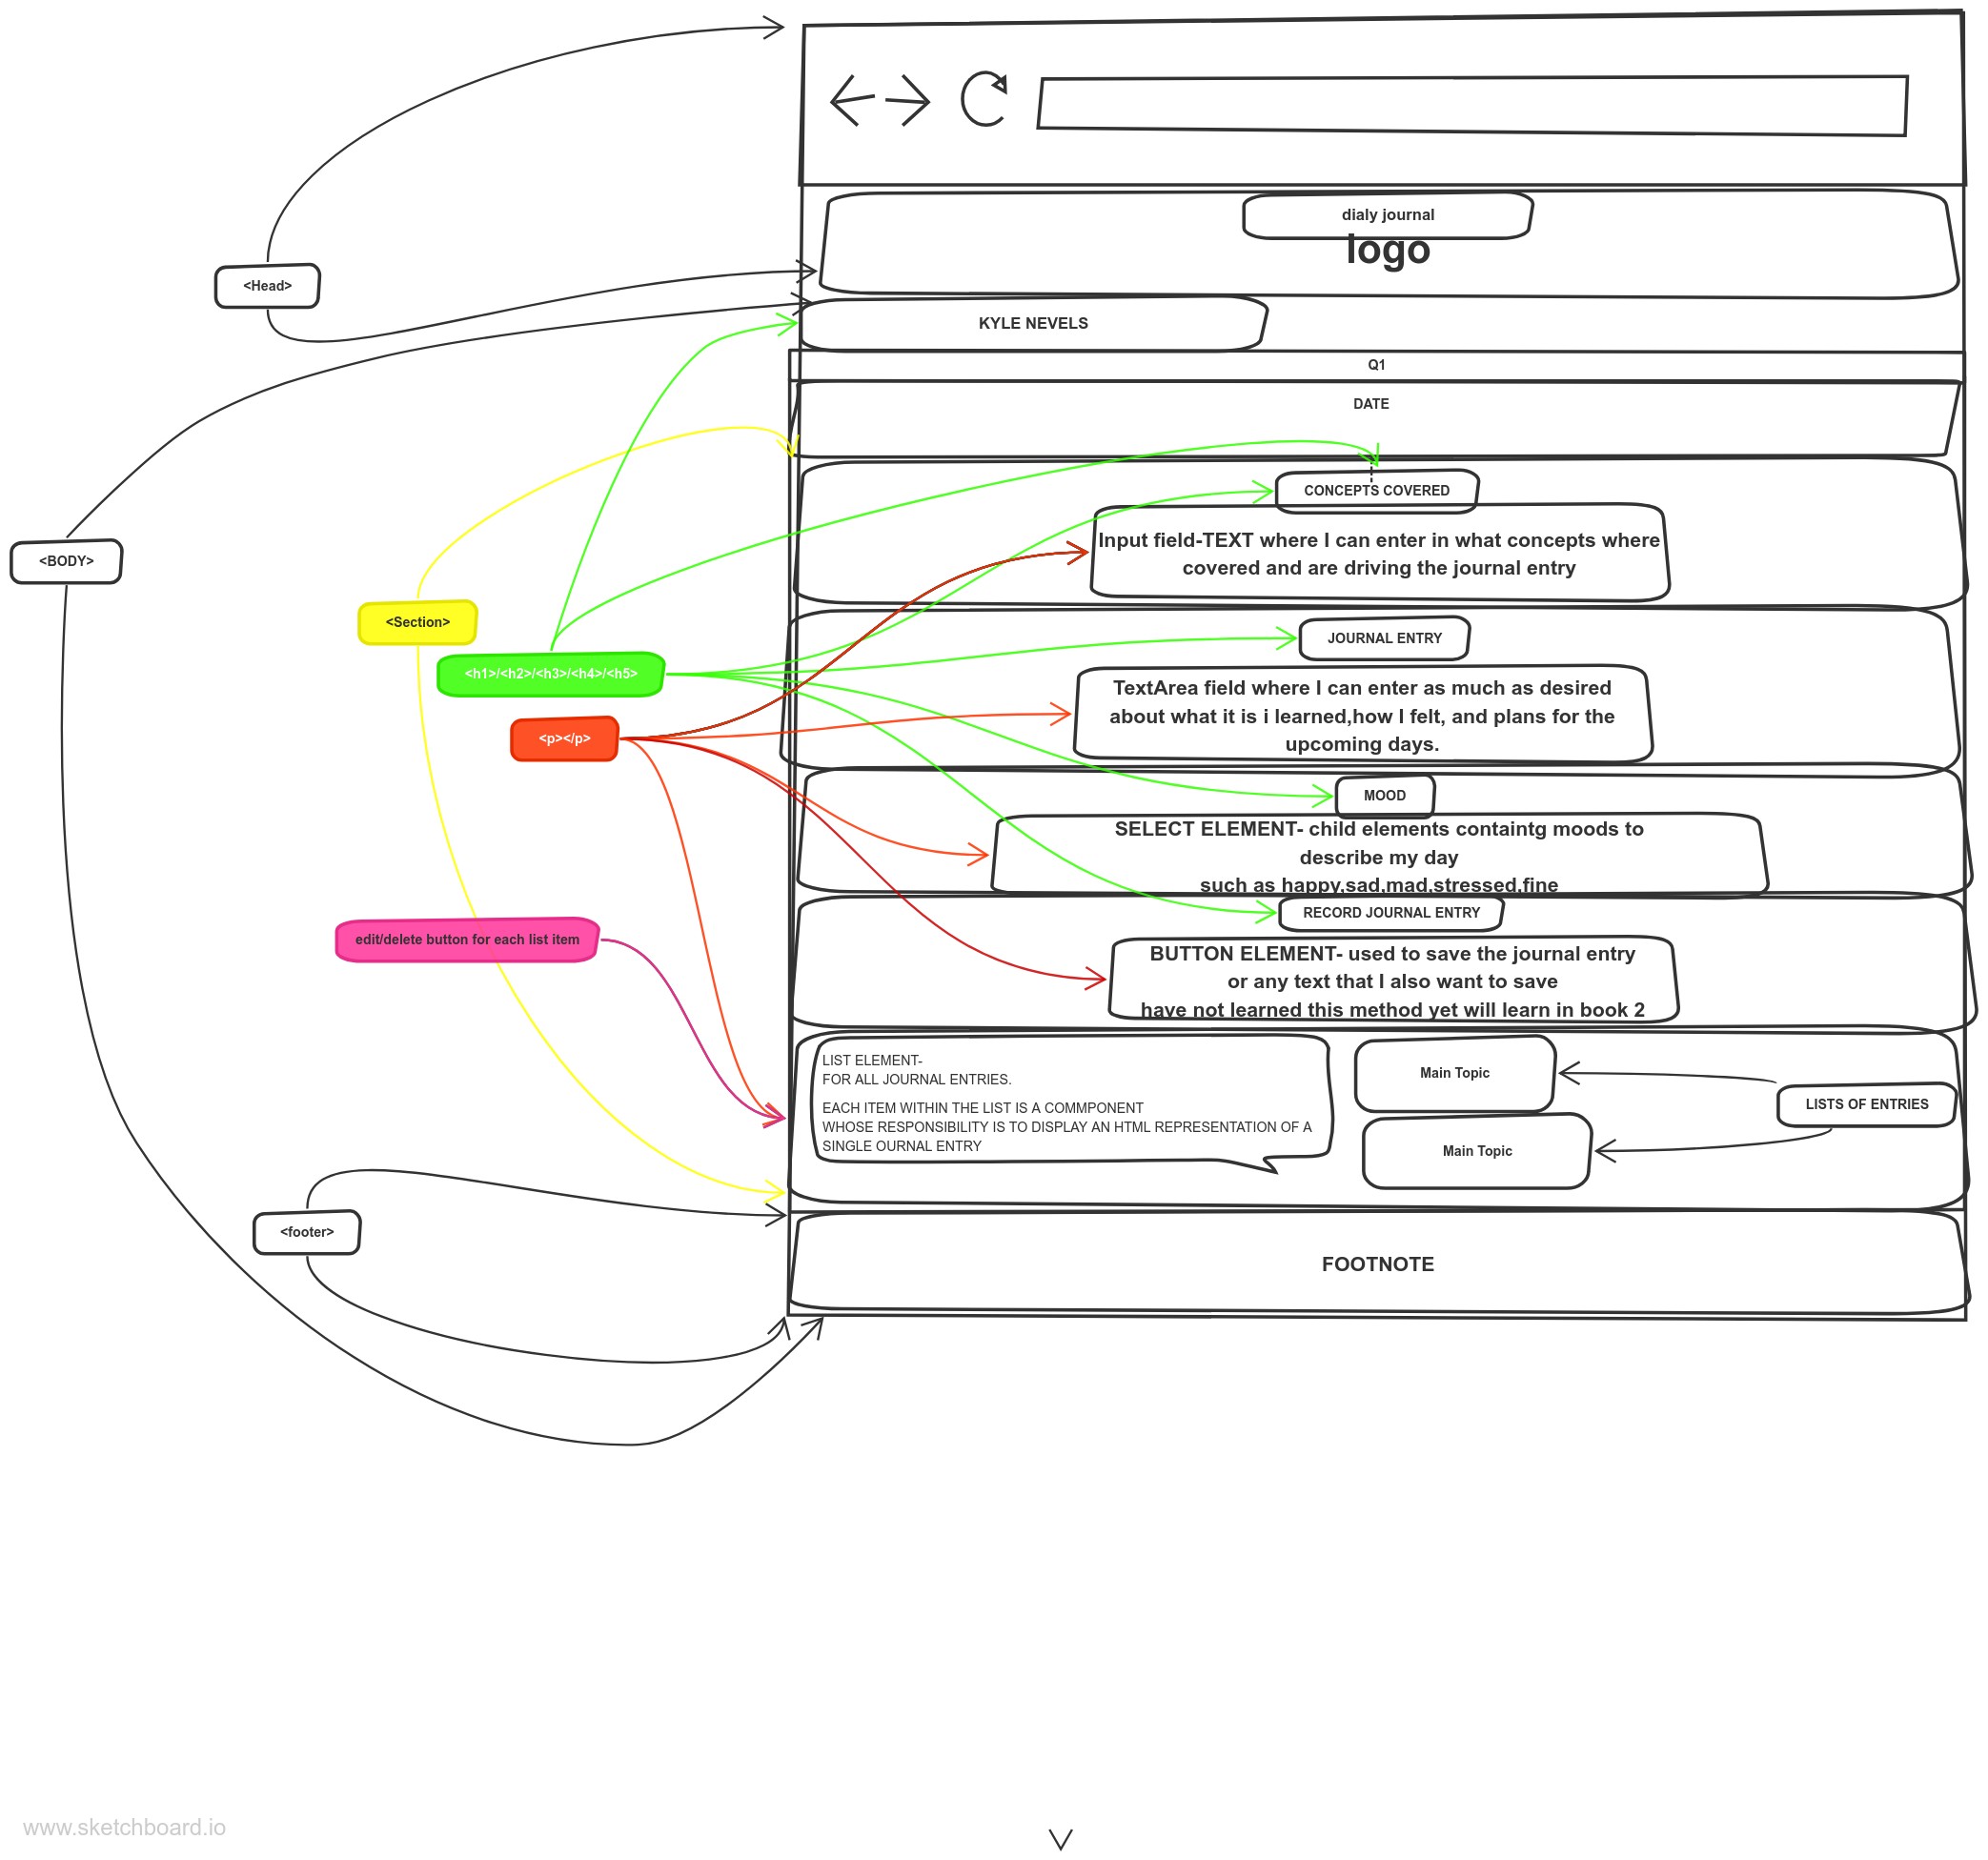 dialy journal
logo
<Head>
KYLE NEVELS
Q1
DATE
CONCEPTS COVERED
Input field-TEXT where I can enter in what concepts where
covered and are driving the journal entry
<BODY>
<Section>
JOURNAL ENTRY
<h1>/<h2>/<h3>/<h4>/<h5>
TextArea field where I can enter as much as desired
about what it is i learned,how I felt, and plans for the
upcoming days.
<p></p>
MOOD
SELECT ELEMENT- child elements containtg moods to
describe my day
such as happy,sad,mad,stressed,fine
RECORD JOURNAL ENTRY
edit/delete button for each list item
BUTTON ELEMENT- used to save the journal entry
or any text that I also want to save
have not learned this method yet will learn in book 2
LIST ELEMENT-
FOR ALL JOURNAL ENTRIES.
EACH ITEM WITHIN THE LIST IS A COMMPONENT
WHOSE RESPONSIBILITY IS TO DISPLAY AN HTML REPRESENTATION OF A
SINGLE OURNAL ENTRY
Main Topic
LISTS OF ENTRIES
Main Topic
<footer>
FOOTNOTE
www.sketchboard.io